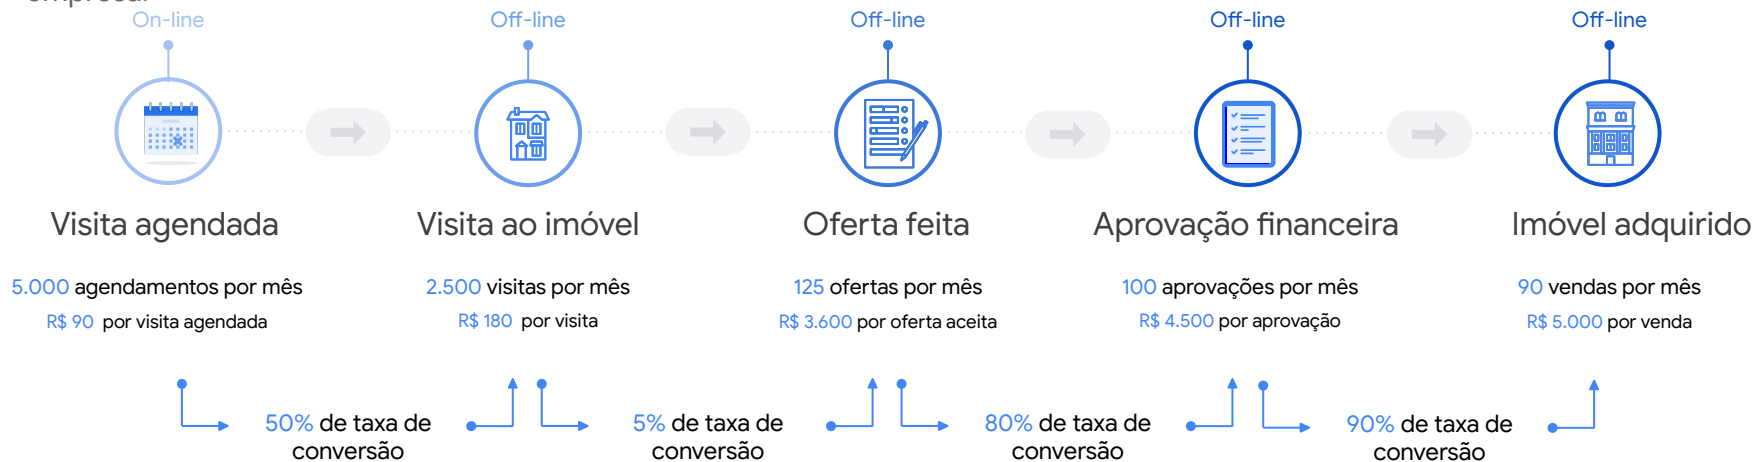 empresa.
On-line
Off-line
Off-line
Off-line
Off-line
Visita agendada
Visita ao imóvel
Oferta feita
Aprovação financeira
Imóvel adquirido
5.000 agendamentos por mês
R$ 90 por visita agendada
2.500 visitas por mês
R$ 180 por visita
125 ofertas por mês
R$ 3.600 por oferta aceita
100 aprovações por mês
R$ 4.500 por aprovação
90 vendas por mês
R$ 5.000 por venda
50% de taxa de
conversão
5% de taxa de
conversão
80% de taxa de
conversão
90% de taxa de
conversão